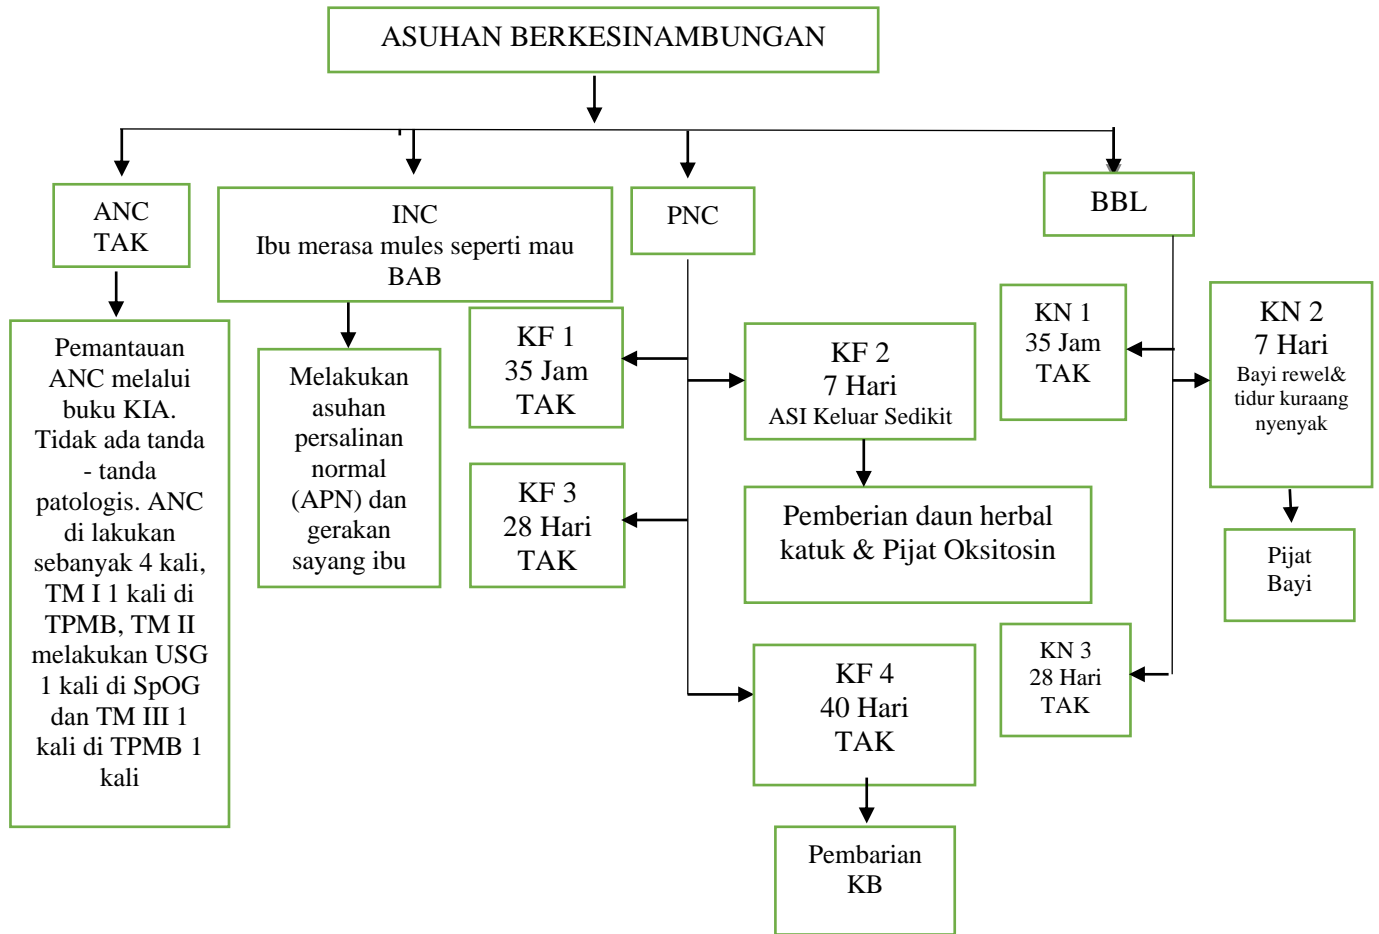 ASUHAN BERKESINAMBUNGAN
ANC
TAK
INC
Ibu merasa mules seperti mau
BAB
PNC
BBL
Pemantauan
ANC melalui
buku KIA.
Tidak ada tanda
- tanda
patologis. ANC
di lakukan
sebanyak 4 kali,
TM I 1 kali di
TPMB, TM II
melakukan USG
1 kali di SpOG
dan TM III 1
kali di TPMB 1
kali
Melakukan
asuhan
persalinan
normal
(APN) dan
gerakan
sayang ibu
KF 1
35 Jam
TAK
KF 2
7 Hari
ASI Keluar Sedikit
KF 3
28 Hari
TAK
Pemberian daun herbal
katuk & Pijat Oksitosin
KF 4
40 Hari
TAK
Pembarian
KB
KN 1
35 Jam
TAK
KN 2
7 Hari
Bayi rewel&
tidur kuraang
nyenyak
Pijat
Bayi
KN 3
28 Hari
TAK